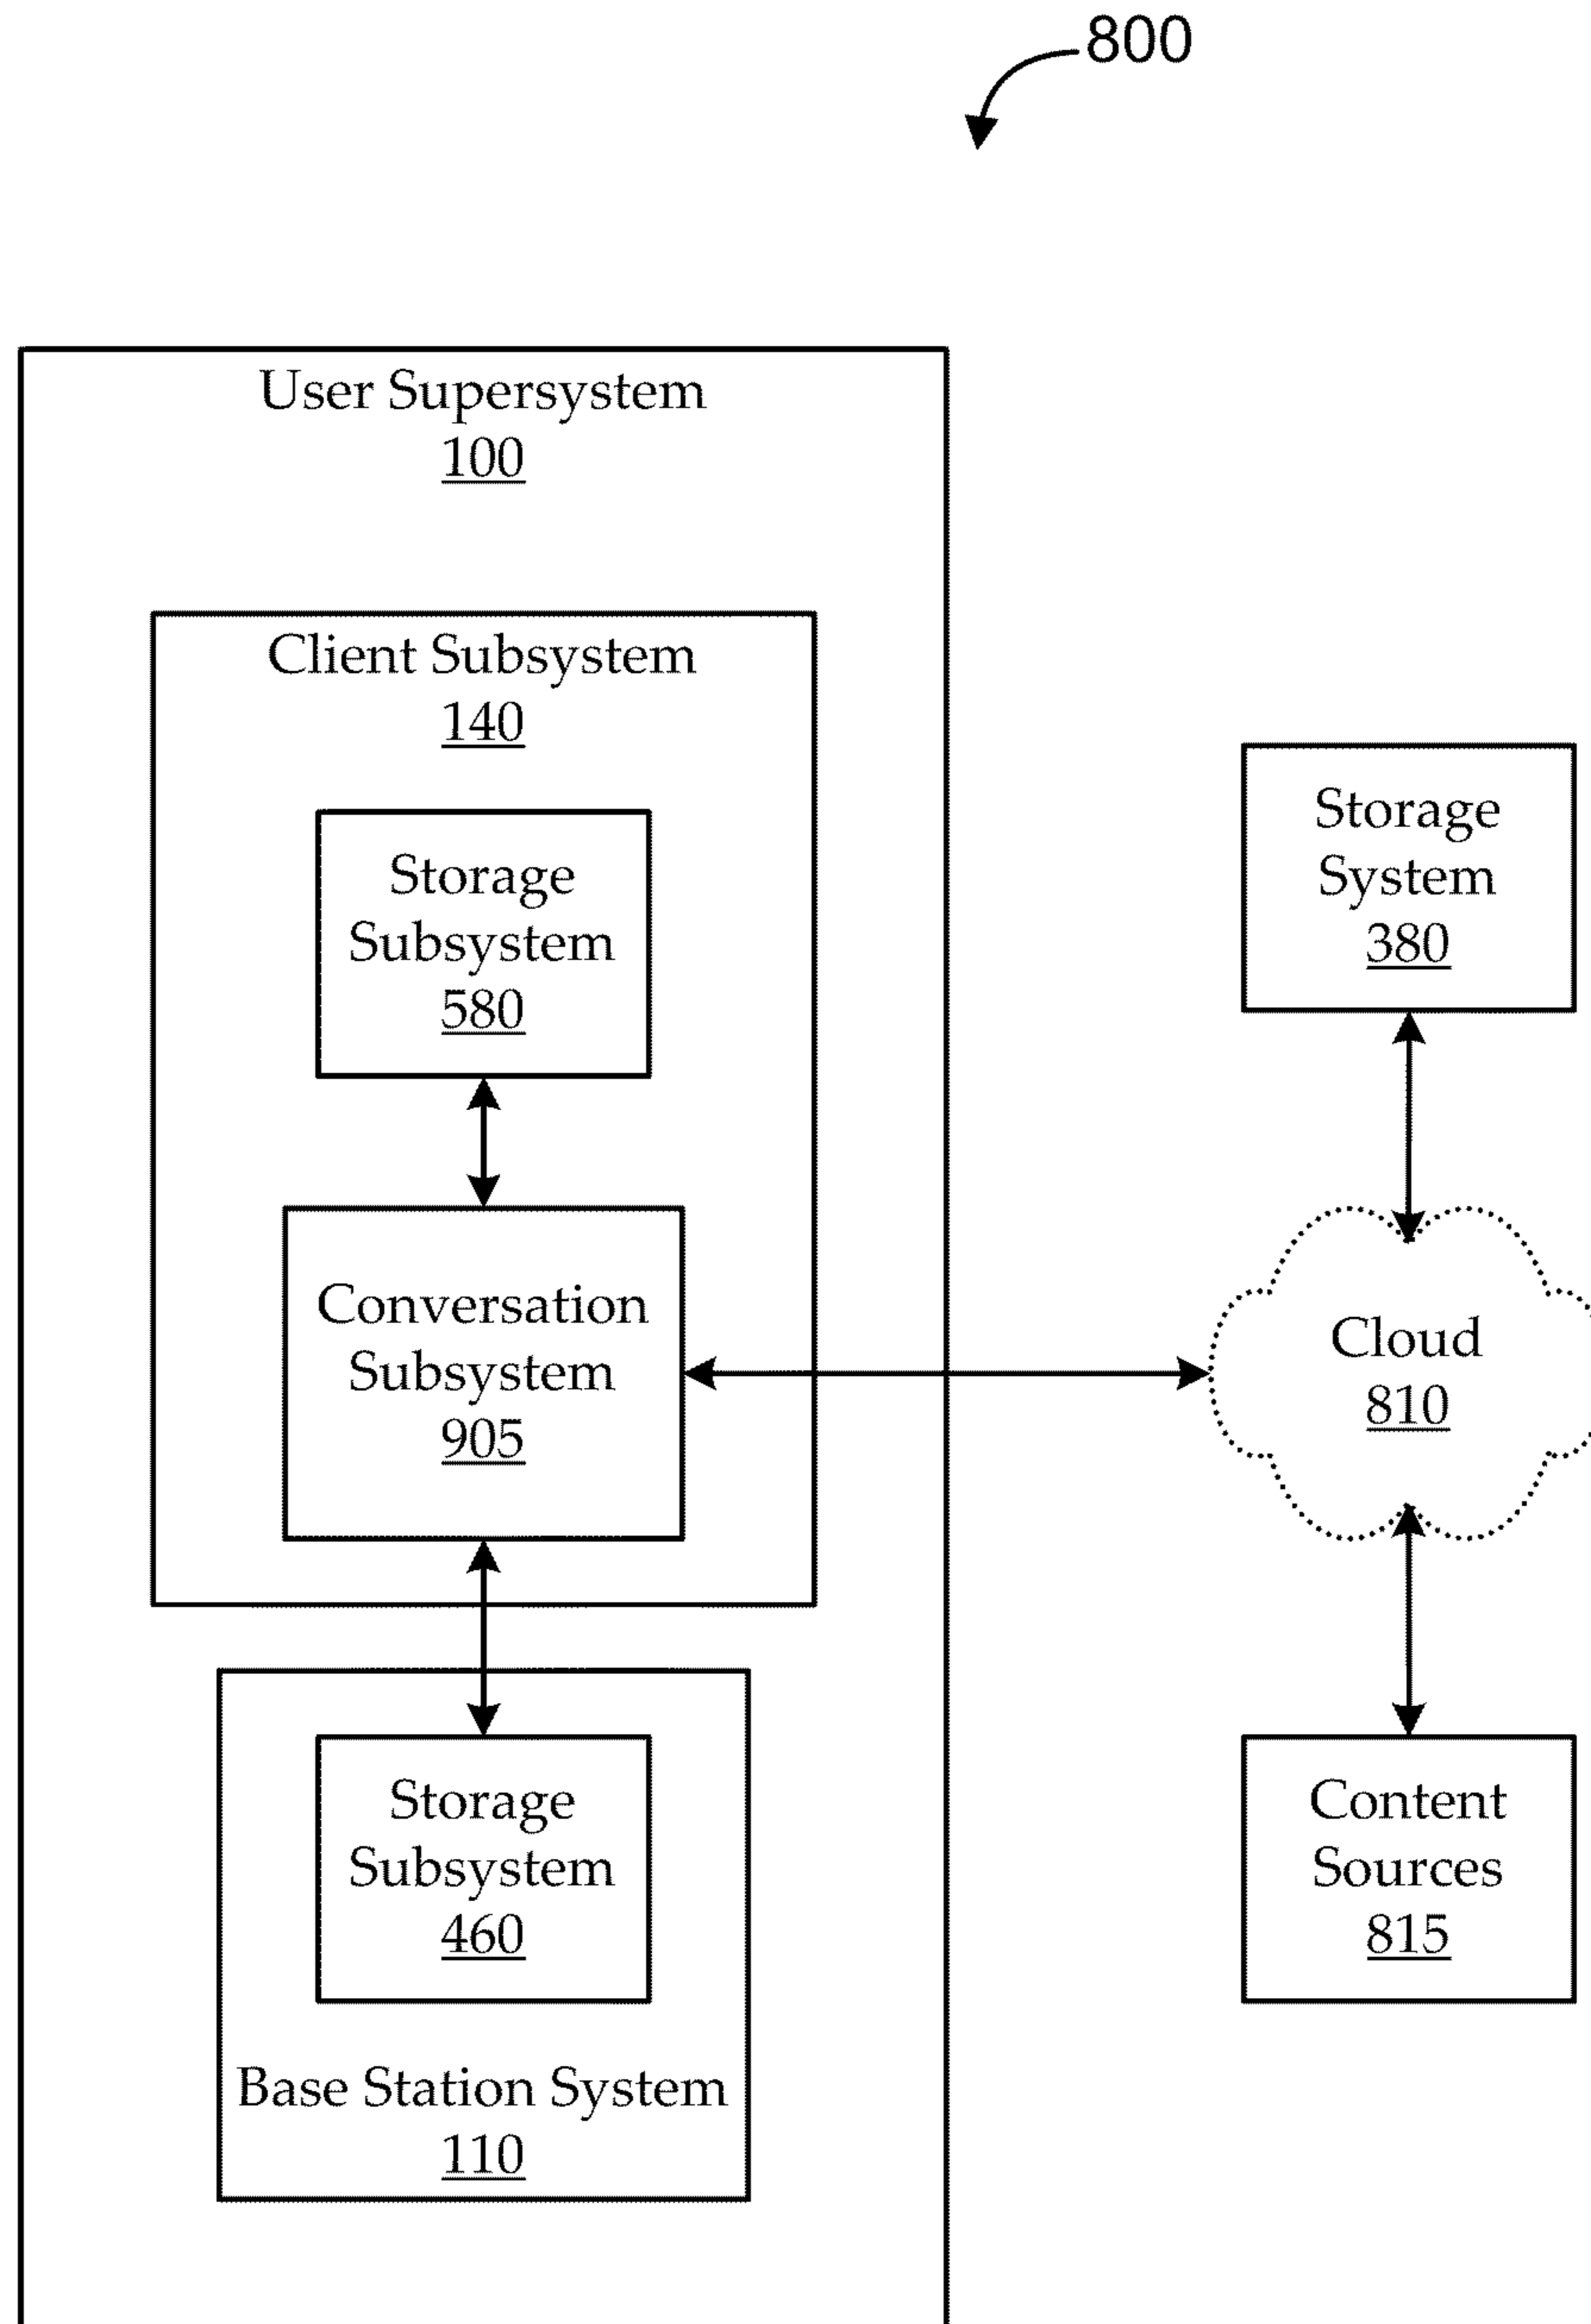 800
User Supersystem
100
Client Subsystem
140
Storage
Subsystem
580
Conversation
Subsystem
905
Storage
Subsystem
460
Base Station System
110
Storage
System
380
Cloud
810
Content
Sources
815